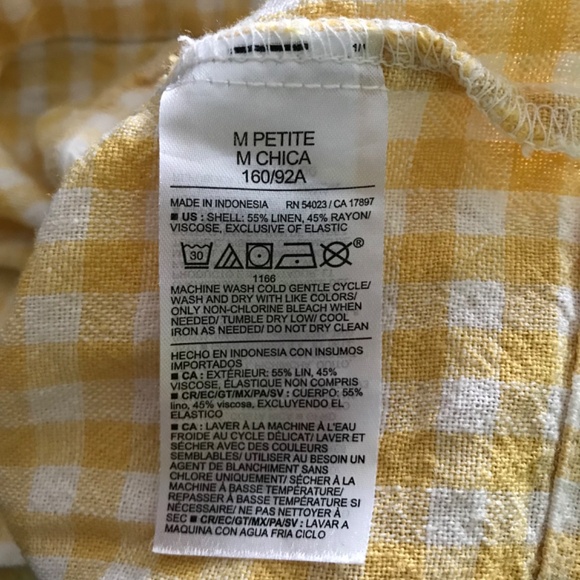 1/1
M PETITE
M CHICA
160/92A
MADE IN INDONESIA RN 54023 / CA 17897
■ US : SHELL: 55% LINEN, 45% RAYON/
VISCOSE, EXCLUSIVE OF ELASTIC
30
®
1166
MACHINE WASH COLD GENTLE CYCLE/
WASH AND DRY WITH LIKE COLORS/
ONLY NON-CHLORINE BLEACH WHEN
NEEDED/ TUMBLE DRY LOW/ COOL
IRON AS NEEDED/ DO NOT DRY CLEAN
HECHO EN INDONESIA CON INSUMOS
IMPORTADOS
■ CA : EXTÉRIEUR: 55% LIN, 45%
VISCOSE, ÉLASTIQUE NON COMPRIS
■ CR/EC/GT/MX/PA/SV : CUERPO: 55%
lino, 45% viscosa, EXCLUYENDO EL
ELASTICO
■ CA : LAVER À LA MACHINE À L'EAU
FROIDE AU CYCLE DÉLICAT/ LAVER ET
SÉCHER AVEC DES COULEURS
SEMBLABLES/ UTILISER AU BESOIN UN
AGENT DE BLANCHIMENT SANS
CHLORE UNIQUEMENT/ SÉCHER À LA
MACHINE À BASSE TEMPÉRATURE/
REPASSER À BASSE TEMPÉRATURE SI
NÉCESSAIRE/ NE PAS NETTOYER À
SEC ■ CR/EC/GT/MX/PA/SV : LAVAR A
MAQUINA CON AGUA FRIA CICLO